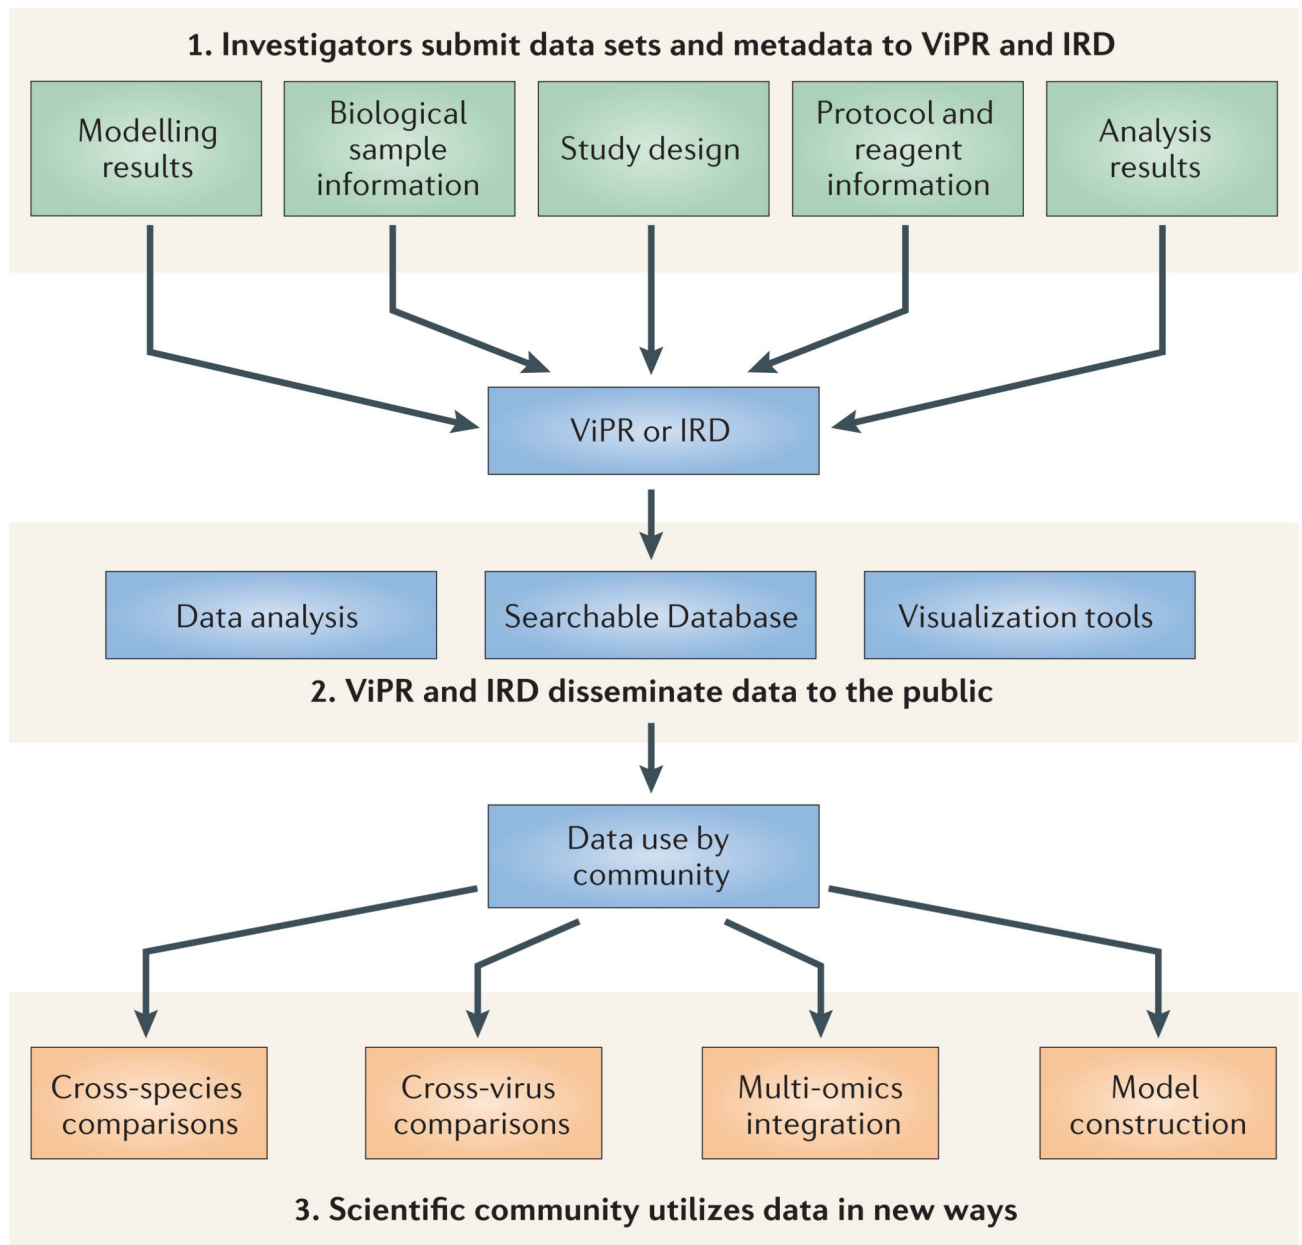 1. Investigators submit data sets and metadata to ViPR and IRD
Modelling
results
Biological
sample
information
Study design
Protocol and
reagent
information
Analysis
results
ViPR or IRD
Data analysis
Searchable Database
Visualization tools
2. ViPR and IRD disseminate data to the public
Data use by
community
Cross-species
comparisons
Cross-virus
comparisons
Multi-omics
integration
Model
construction
3. Scientific community utilizes data in new ways